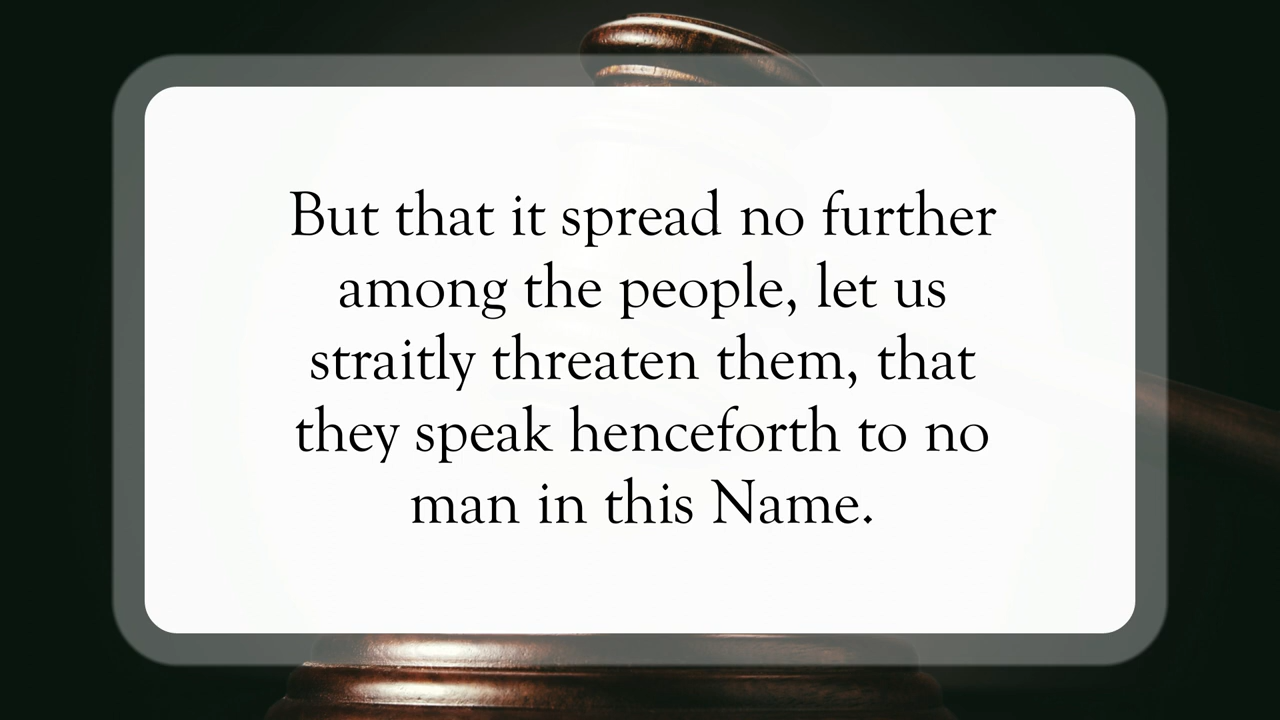 But that it spread no further
among the people, let us
straitly threaten them, that
they speak henceforth to no
man in this Name.